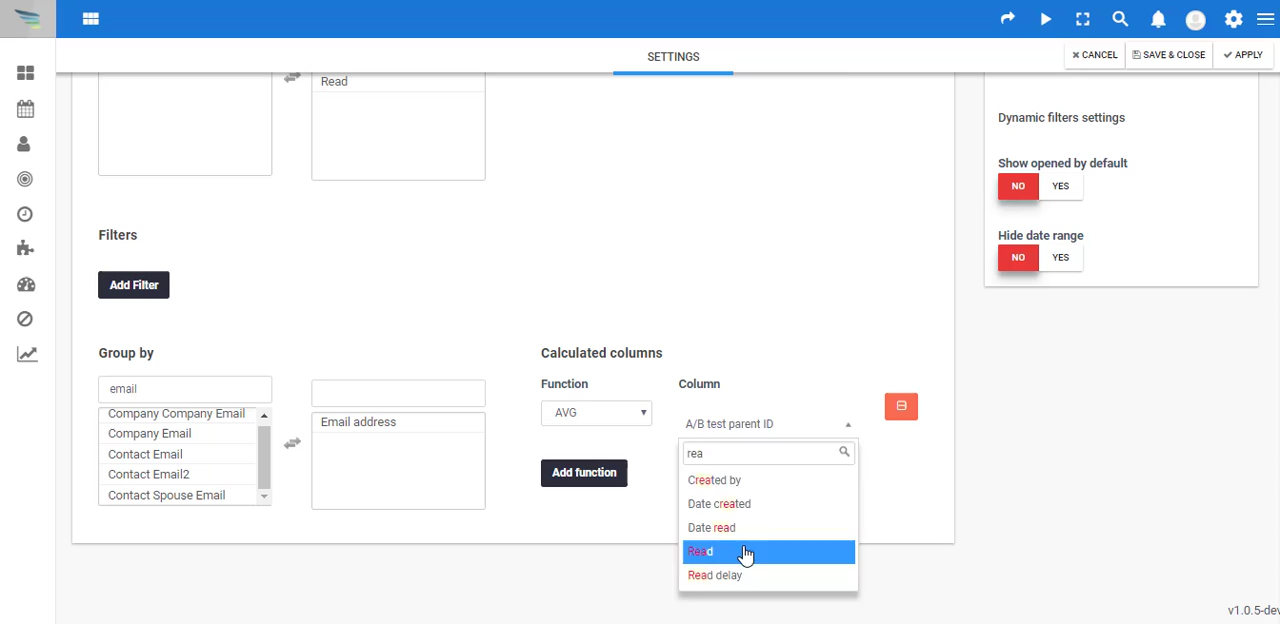 SETTINGS
CANCEL
SAVE & CLOSE
APPLY
Read
Dynamic filters settings
Show opened by default
NO
YES
Hide date range
NO
YES
Filters
Add Filter
Group by
email
Company Company Email
Company Email
Contact Email
Contact Email2
Contact Spouse Email
Email address
Calculated columns
Function
Column
AVG
A/B test parent ID
Add function
rea
Created by
Date created
Date read
Read
Read delay
v1.0.5-dev